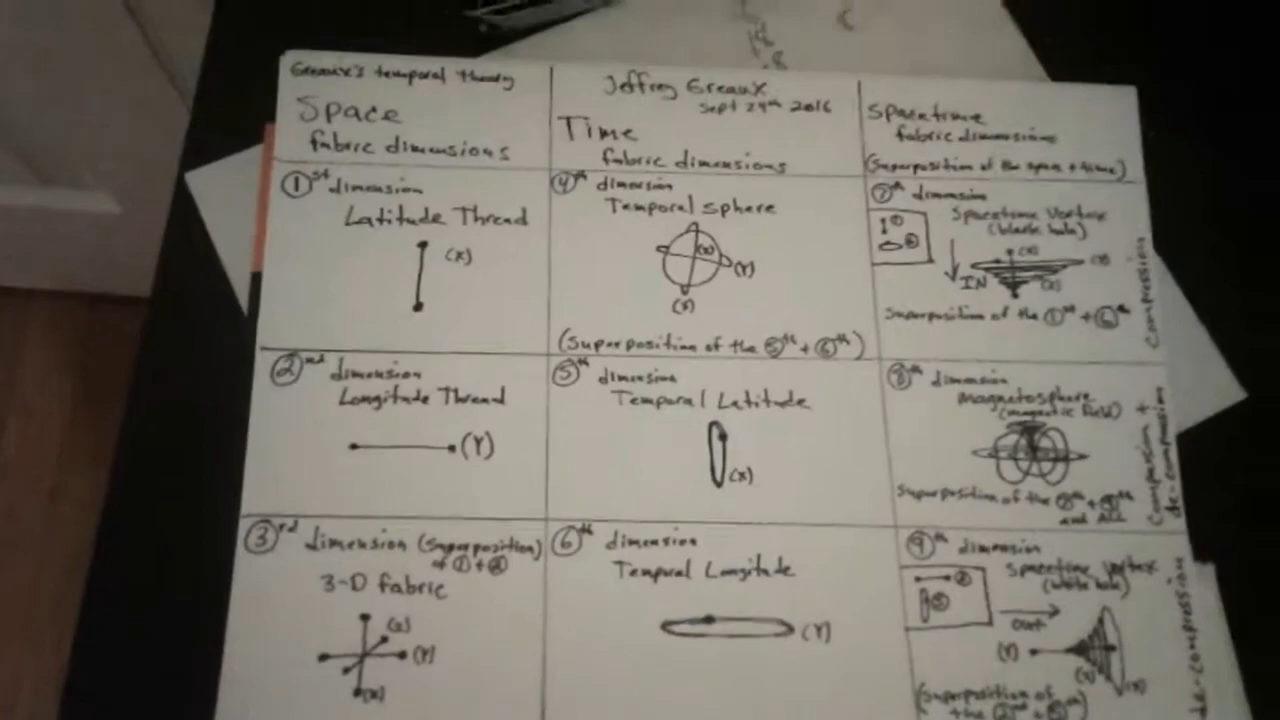 Greaux's temporal theory
Space
fabric dimensions
Jeffrey Greaux
Sept 29th 2016
Time
fabric dimensions
Spacetime
fabric dimensions
(Superposition of the space + time)
1st dimension
Latitude Thread
(X)
4th dimension
Temporal Sphere
(X)
(Y)
(Superposition of the 5th + 6th)
7th dimension
Spacetime Vortex
(black hole)
IN
Superposition of the 1st + 6th
Compression
2nd dimension
Longitude Thread
(Y)
5th dimension
Temporal Latitude
(X)
8th dimension
Magnetosphere
(magnetic field)
Superposition of the
and ALL
3rd dimension (Superposition)
of 1 + 2
3-D fabric
(Z)
(Y)
(X)
6th dimension
Temporal Longitude
(Y)
9th dimension
Spacetime Vortex
(white hole)
out
(Y)
(X)
(Superposition of
the 2nd + 5th)
de-compression